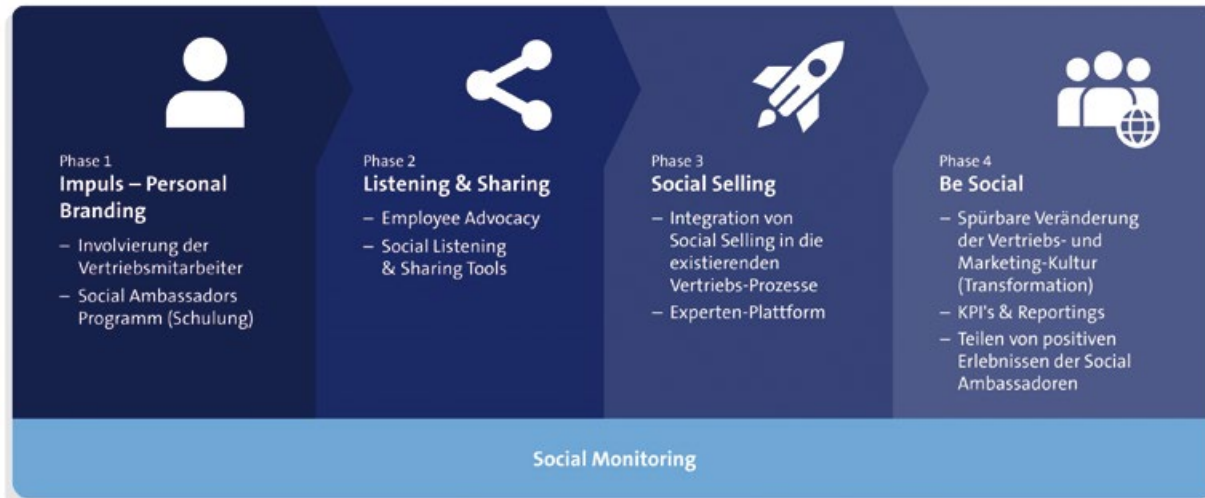 Phase 1
Impuls – Personal
Branding
– Involvierung der
Vertriebsmitarbeiter
– Social Ambassadors
Programm (Schulung)
Phase 2
Listening & Sharing
– Employee Advocacy
– Social Listening
& Sharing Tools
Phase 3
Social Selling
– Integration von
Social Selling in die
existierenden
Vertriebs-Prozesse
– Experten-Plattform
Phase 4
Be Social
– Spürbare Veränderung
der Vertriebs- und
Marketing-Kultur
(Transformation)
– KPI's & Reportings
– Teilen von positiven
Erlebnissen der Social
Ambassadoren
Social Monitoring